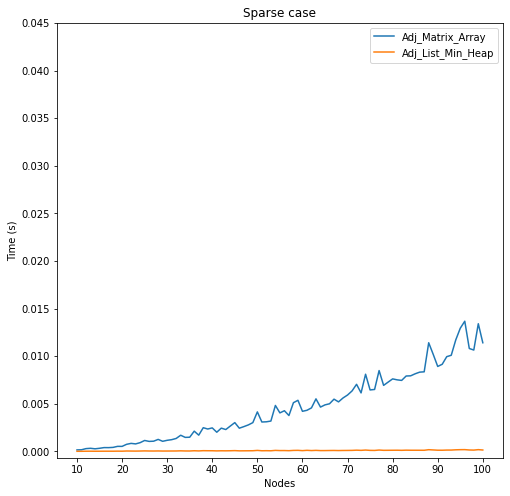 Sparse case
Adj_Matrix_Array
Adj_List_Min_Heap
0.045
0.040
0.035
0.030
0.025
0.020
0.015
0.010
0.005
0.000
Time (s)
10 20 30 40 50 60 70 80 90 100
Nodes